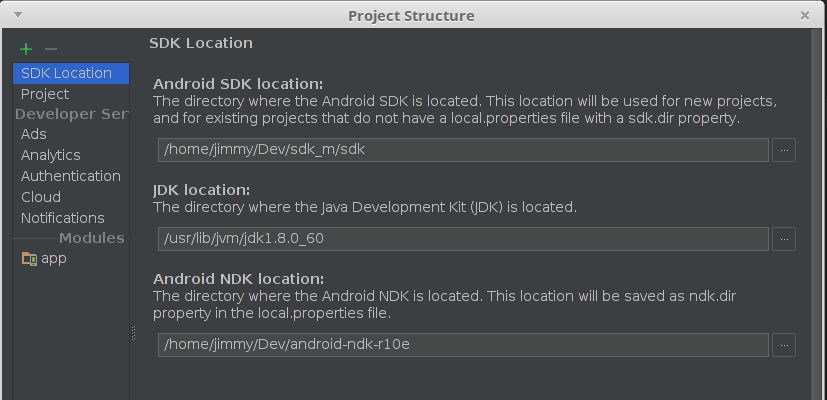 Project Structure
SDK Location
SDK Location
Project
Developer Ser
Ads
Analytics
Authentication
Cloud
Notifications
Modules
app
Android SDK location:
The directory where the Android SDK is located. This location will be used for new projects,
and for existing projects that do not have a local.properties file with a sdk.dir property.
/home/jimmy/Dev/sdk_m/sdk
...
JDK location:
The directory where the Java Development Kit (JDK) is located.
/usr/lib/jvm/jdk1.8.0_60
...
Android NDK location:
The directory where the Android NDK is located. This location will be saved as ndk.dir
property in the local.properties file.
/home/jimmy/Dev/android-ndk-r10e
...